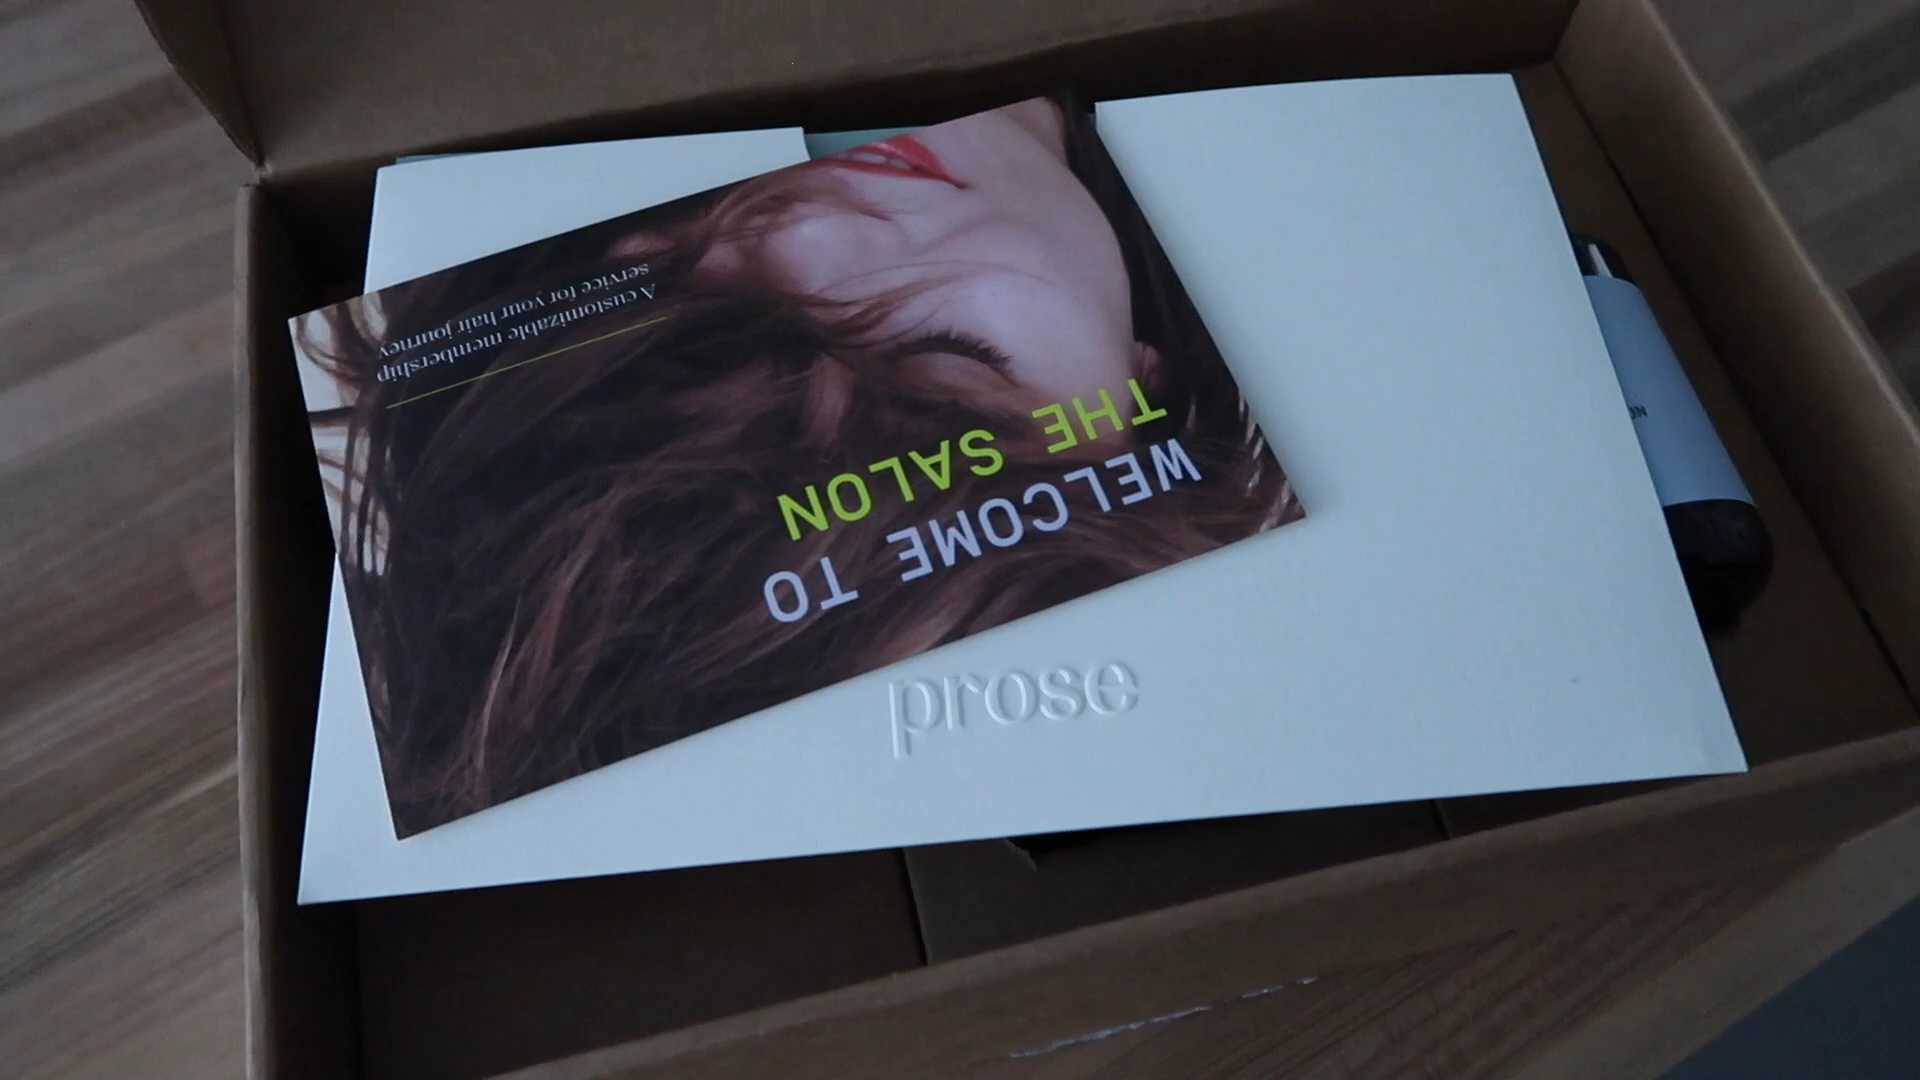 WELCOME TO
THE SALON
A customizable membership
service for your hair journey
prose